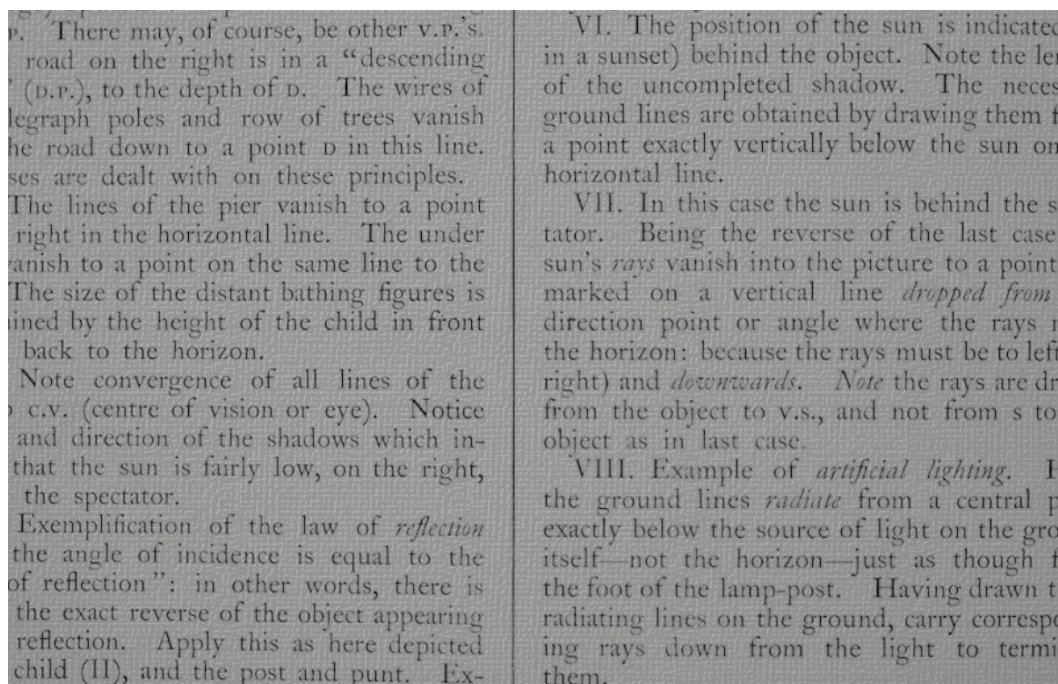 P. There may, of course, be other V.P.'s.
road on the right is in a “descending
(D.P.), to the depth of D. The wires of
legraph poles and row of trees vanish
he road down to a point D in this line.
ses are dealt with on these principles.
The lines of the pier vanish to a point
right in the horizontal line. The under
vanish to a point on the same line to the
The size of the distant bathing figures is
ined by the height of the child in front
back to the horizon.
Note convergence of all lines of the
C.V. (centre of vision or eye). Notice
and direction of the shadows which in-
that the sun is fairly low, on the right,
the spectator.
Exemplification of the law of reflection
the angle of incidence is equal to the
of reflection”: in other words, there is
the exact reverse of the object appearing
reflection. Apply this as here depicted
child (II), and the post and punt. Ex-
VI. The position of the sun is indicated
in a sunset) behind the object. Note the le
of the uncompleted shadow. The neces
ground lines are obtained by drawing them f
a point exactly vertically below the sun on
horizontal line.
VII. In this case the sun is behind the s
tator. Being the reverse of the last case
sun's rays vanish into the picture to a point
marked on a vertical line dropped from
direction point or angle where the rays
the horizon: because the rays must be to left
right) and downwards. Note the rays are dr
from the object to V.S., and not from S to
object as in last case.
VIII. Example of artificial lighting. H
the ground lines radiate from a central p
exactly below the source of light on the gro
itself—not the horizon—just as though f
the foot of the lamp-post. Having drawn t
radiating lines on the ground, carry correspo
ing rays down from the light to termi
them.